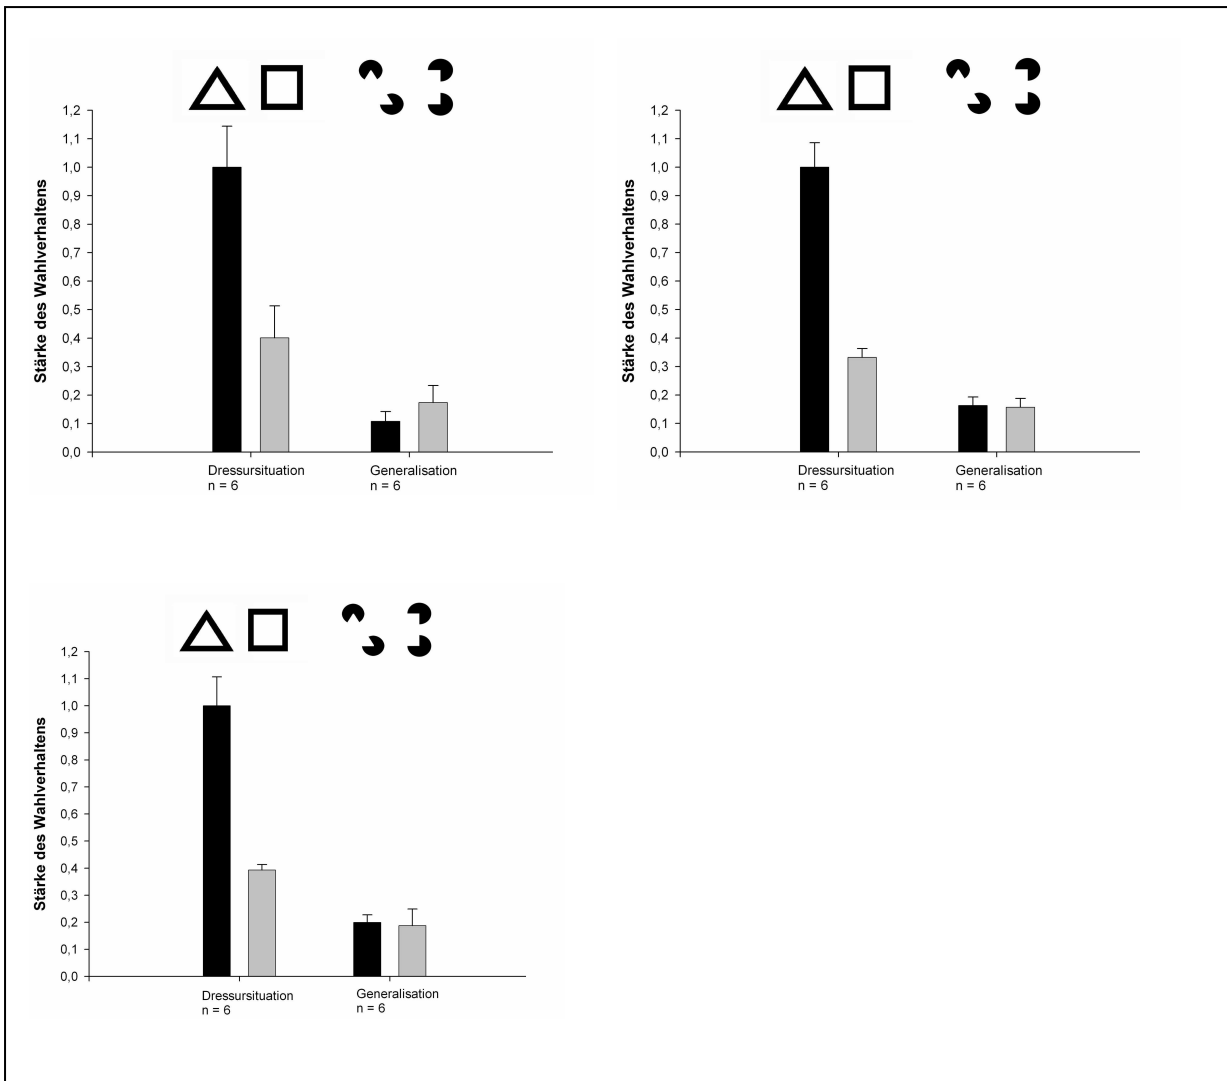 Stärke des Wahlverhaltens
1,2
1,1
1,0
0,9
0,8
0,7
0,6
0,5
0,4
0,3
0,2
0,1
0,0
Dressursituation
n = 6
Generalisation
n = 6
Stärke des Wahlverhaltens
1,2
1,1
1,0
0,9
0,8
0,7
0,6
0,5
0,4
0,3
0,2
0,1
0,0
Dressursituation
n = 6
Generalisation
n = 6
Stärke des Wahlverhaltens
1,2
1,1
1,0
0,9
0,8
0,7
0,6
0,5
0,4
0,3
0,2
0,1
0,0
Dressursituation
n = 6
Generalisation
n = 6